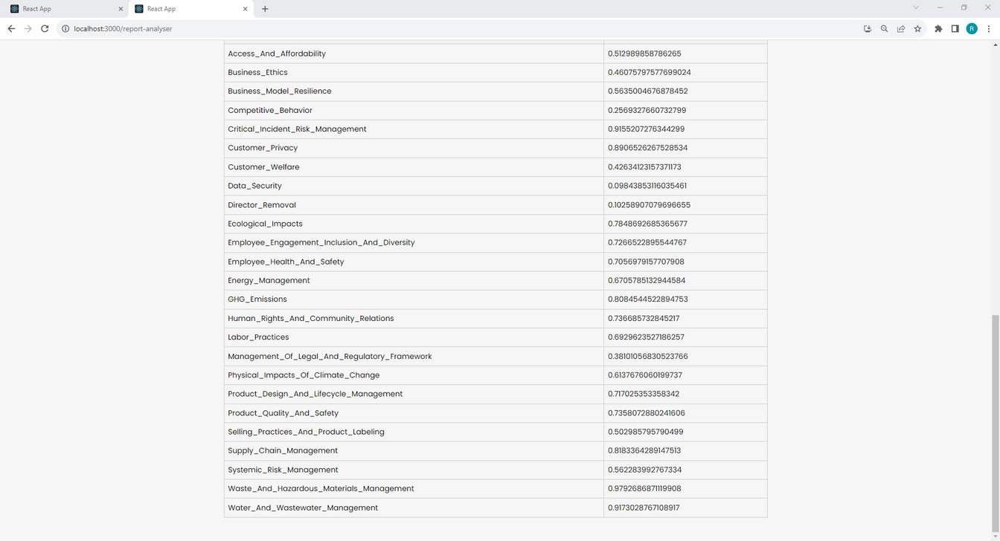 React App
React App
localhost:3000/report-analyser
R
Access_And_Affordability 0.512989858786265
Business_Ethics 0.46075797577699024
Business_Model_Resilience 0.5635004676878452
Competitive_Behavior 0.2569327660732799
Critical_Incident_Risk_Management 0.9155207276344299
Customer_Privacy 0.8906526267528534
Customer_Welfare 0.42634123157371173
Data_Security 0.09843853116035461
Director_Removal 0.10258907079696655
Ecological_Impacts 0.7848692685365677
Employee_Engagement_Inclusion_And_Diversity 0.7266522895544767
Employee_Health_And_Safety 0.7056979157707908
Energy_Management 0.6705785132944584
GHG_Emissions 0.8084544522894753
Human_Rights_And_Community_Relations 0.736685732845217
Labor_Practices 0.6929623527186257
Management_Of_Legal_And_Regulatory_Framework 0.38101056830523766
Physical_Impacts_Of_Climate_Change 0.6137676060199737
Product_Design_And_Lifecycle_Management 0.717025353358342
Product_Quality_And_Safety 0.7358072880241606
Selling_Practices_And_Product_Labeling 0.502985795790499
Supply_Chain_Management 0.8183364289147513
Systemic_Risk_Management 0.562283992767334
Waste_And_Hazardous_Materials_Management 0.9792686871119908
Water_And_Wastewater_Management 0.9173028767108917